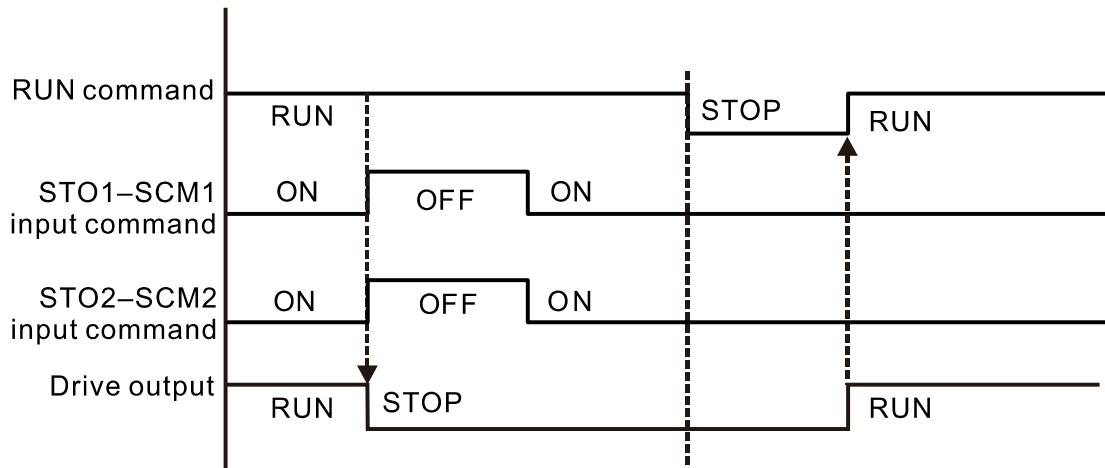 RUN command
RUN
STOP
RUN
STO1–SCM1
input command
ON
OFF
ON
STO2–SCM2
input command
ON
OFF
ON
Drive output
RUN
STOP
RUN